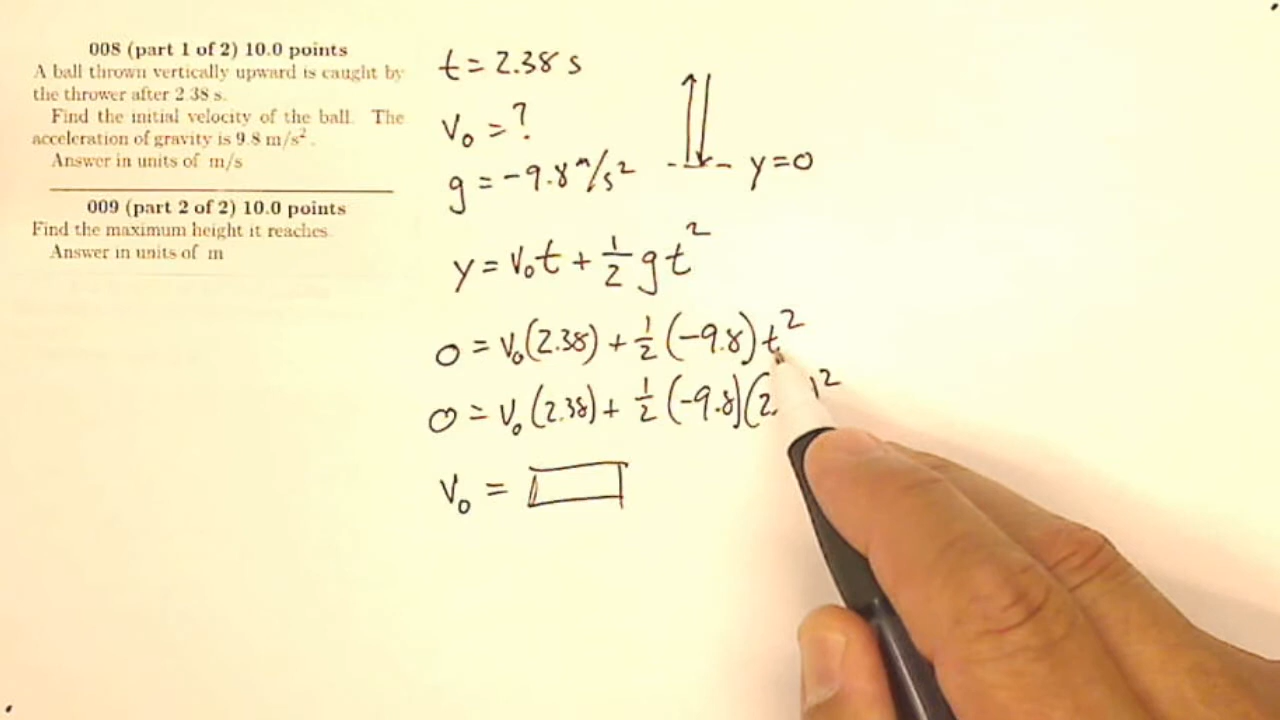 008 (part 1 of 2) 10.0 points
A ball thrown vertically upward is caught by
the thrower after 2.38 s.
Find the initial velocity of the ball. The
acceleration of gravity is 9.8 m/s².
Answer in units of m/s
009 (part 2 of 2) 10.0 points
Find the maximum height it reaches.
Answer in units of m
t = 2.38 s
v₀ = ?
g = -9.8 m/s²
y = 0
y = v₀t + 1/2 gt²
0 = v₀(2.38) + 1/2 (-9.8) t²
0 = v₀(2.38) + 1/2 (-9.8)(2. )²
v₀ =